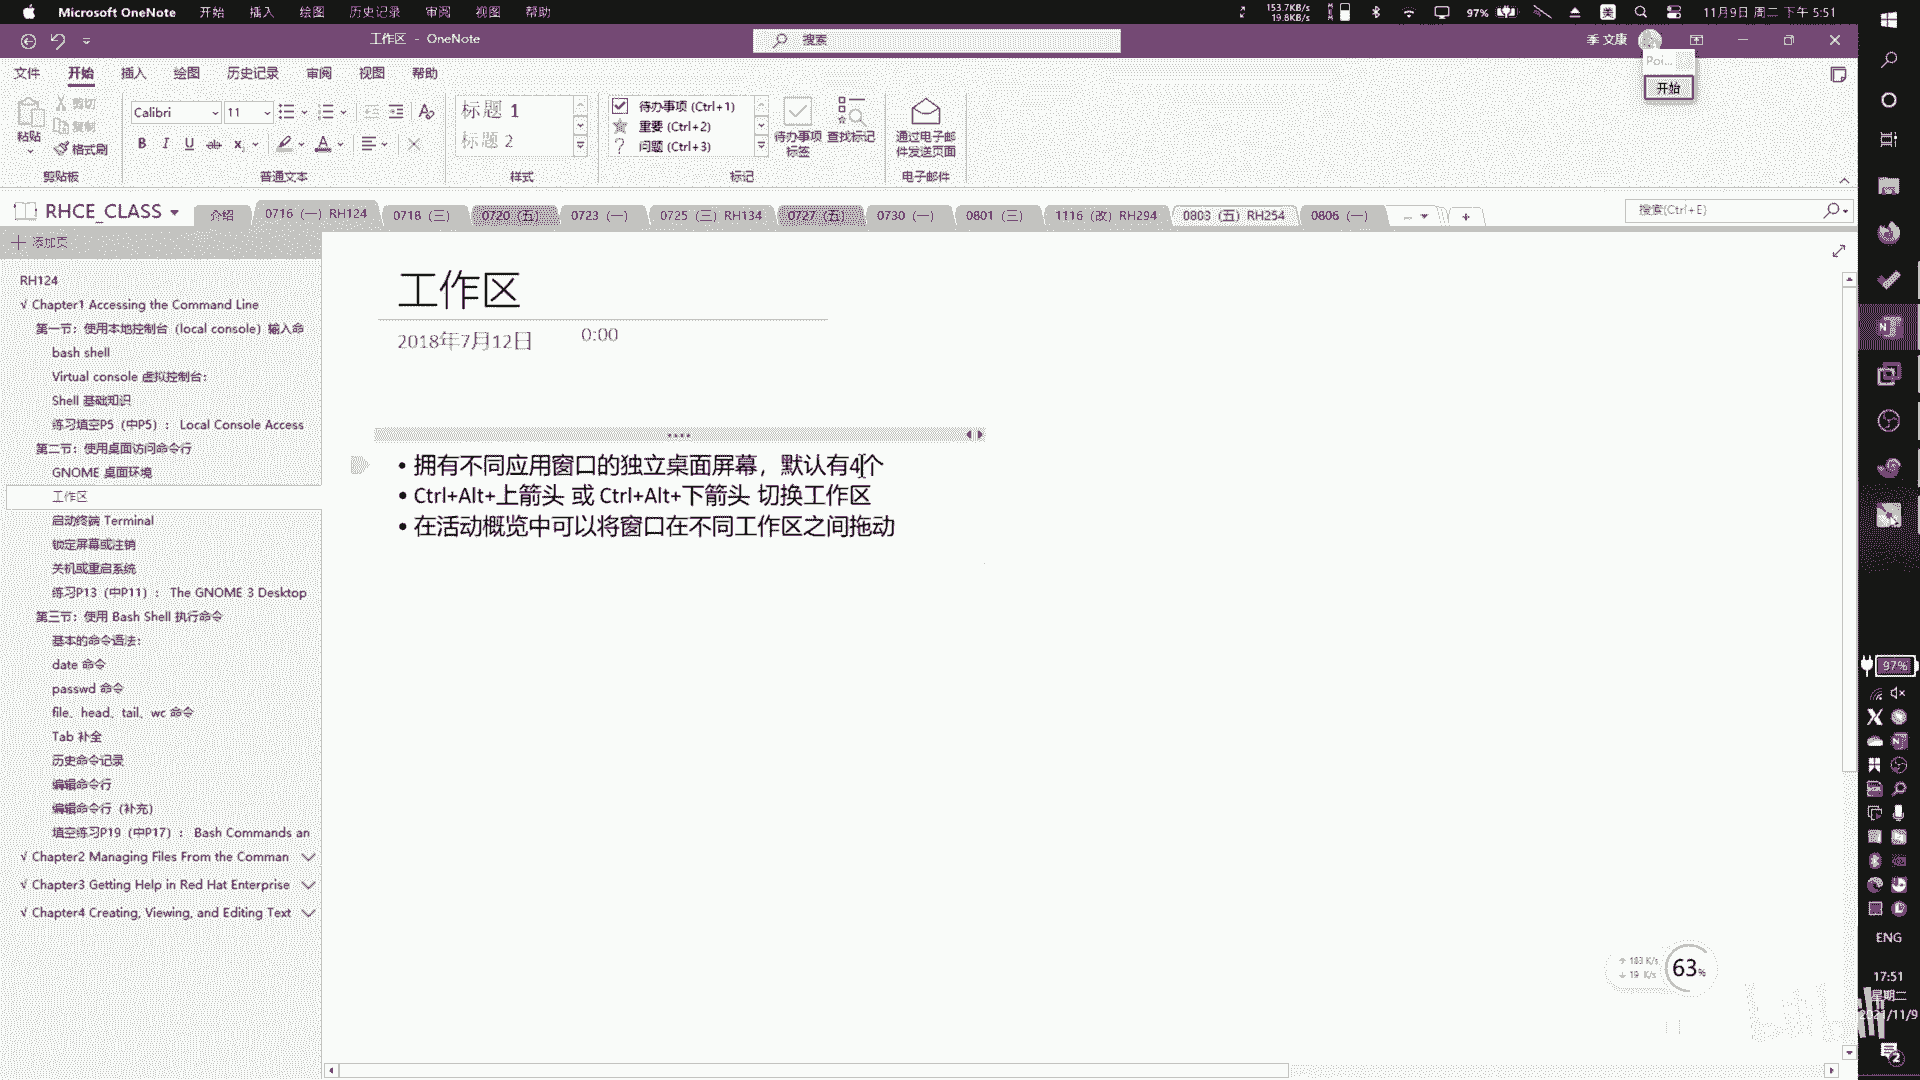 Microsoft OneNote 开始 插入 绘图 历史记录 审阅 视图 帮助
153.7KB/s
19.8KB/s
97%
美
11月9日 周二 下午 5:51
工作区 - OneNote
搜索
季 文康
Poi...
开始
文件 开始 插入 绘图 历史记录 审阅 视图 帮助
粘贴
剪切
复制
格式刷
剪贴板
Calibri 11
B I U ab x
A
普通文本
标题 1
标题 2
样式
待办事项 (Ctrl+1)
重要 (Ctrl+2)
问题 (Ctrl+3)
待办事项
标签
查找标记
标记
通过电子邮
件发送页面
电子邮件
RHCE_CLASS
介绍 0716（一）RH124 0718（三） 0720（五） 0723（一） 0725（三）RH134 0727（五） 0730（一） 0801（三） 1116（改）RH294 0803（五）RH254 0806（一） ... +
搜索(Ctrl+E)
添加页
RH124
√ Chapter1 Accessing the Command Line
第一节：使用本地控制台（local console）输入命
bash shell
Virtual console 虚拟控制台:
Shell 基础知识
练习填空P5（中P5）： Local Console Access
第二节：使用桌面访问命令行
GNOME 桌面环境
工作区
启动终端 Terminal
锁定屏幕或注销
关机或重启系统
练习P13（中P11）： The GNOME 3 Desktop
第三节：使用 Bash Shell 执行命令
基本的命令语法:
date 命令
passwd 命令
file、head、tail、wc 命令
Tab 补全
历史命令记录
编辑命令行
编辑命令行（补充）
填空练习P19（中P17）： Bash Commands an
√ Chapter2 Managing Files From the Comman
√ Chapter3 Getting Help in Red Hat Enterprise
√ Chapter4 Creating, Viewing, and Editing Text
工作区
2018年7月12日 0:00
• 拥有不同应用窗口的独立桌面屏幕，默认有4个
• Ctrl+Alt+上箭头 或 Ctrl+Alt+下箭头 切换工作区
• 在活动概览中可以将窗口在不同工作区之间拖动
97%
ENG
17:51
星期二
2021/11/9
2
↑ 183 K/s
↓ 19 K/s
63%